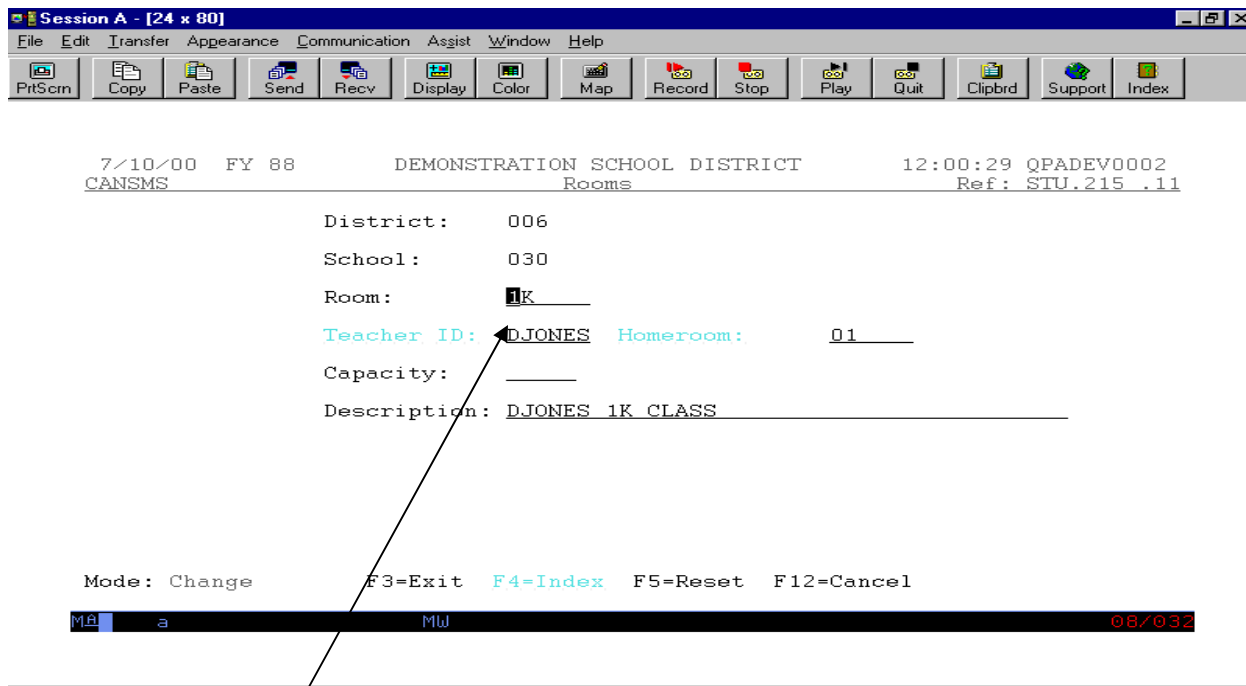 Session A - [24 x 80]
File Edit Transfer Appearance Communication Assist Window Help
PrtScrn Copy Paste Send Recv Display Color Map Record Stop Play Quit Clipbrd Support Index
7/10/00 FY 88 DEMONSTRATION SCHOOL DISTRICT 12:00:29 QPADEV0002
CANSMS Rooms Ref: STU.215 .11
District: 006
School: 030
Room: 1K
Teacher ID: DJONES Homeroom: 01
Capacity:
Description: DJONES 1K CLASS
Mode: Change F3=Exit F4=Index F5=Reset F12=Cancel
MA a MW 08/032